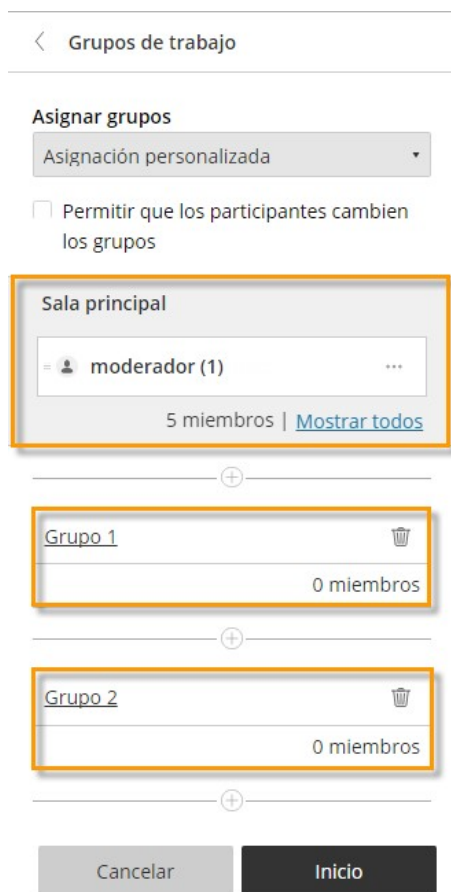 Grupos de trabajo
Asignar grupos
Asignación personalizada
Permitir que los participantes cambien
los grupos
Sala principal
moderador (1)
5 miembros | Mostrar todos
Grupo 1
0 miembros
Grupo 2
0 miembros
Cancelar Inicio